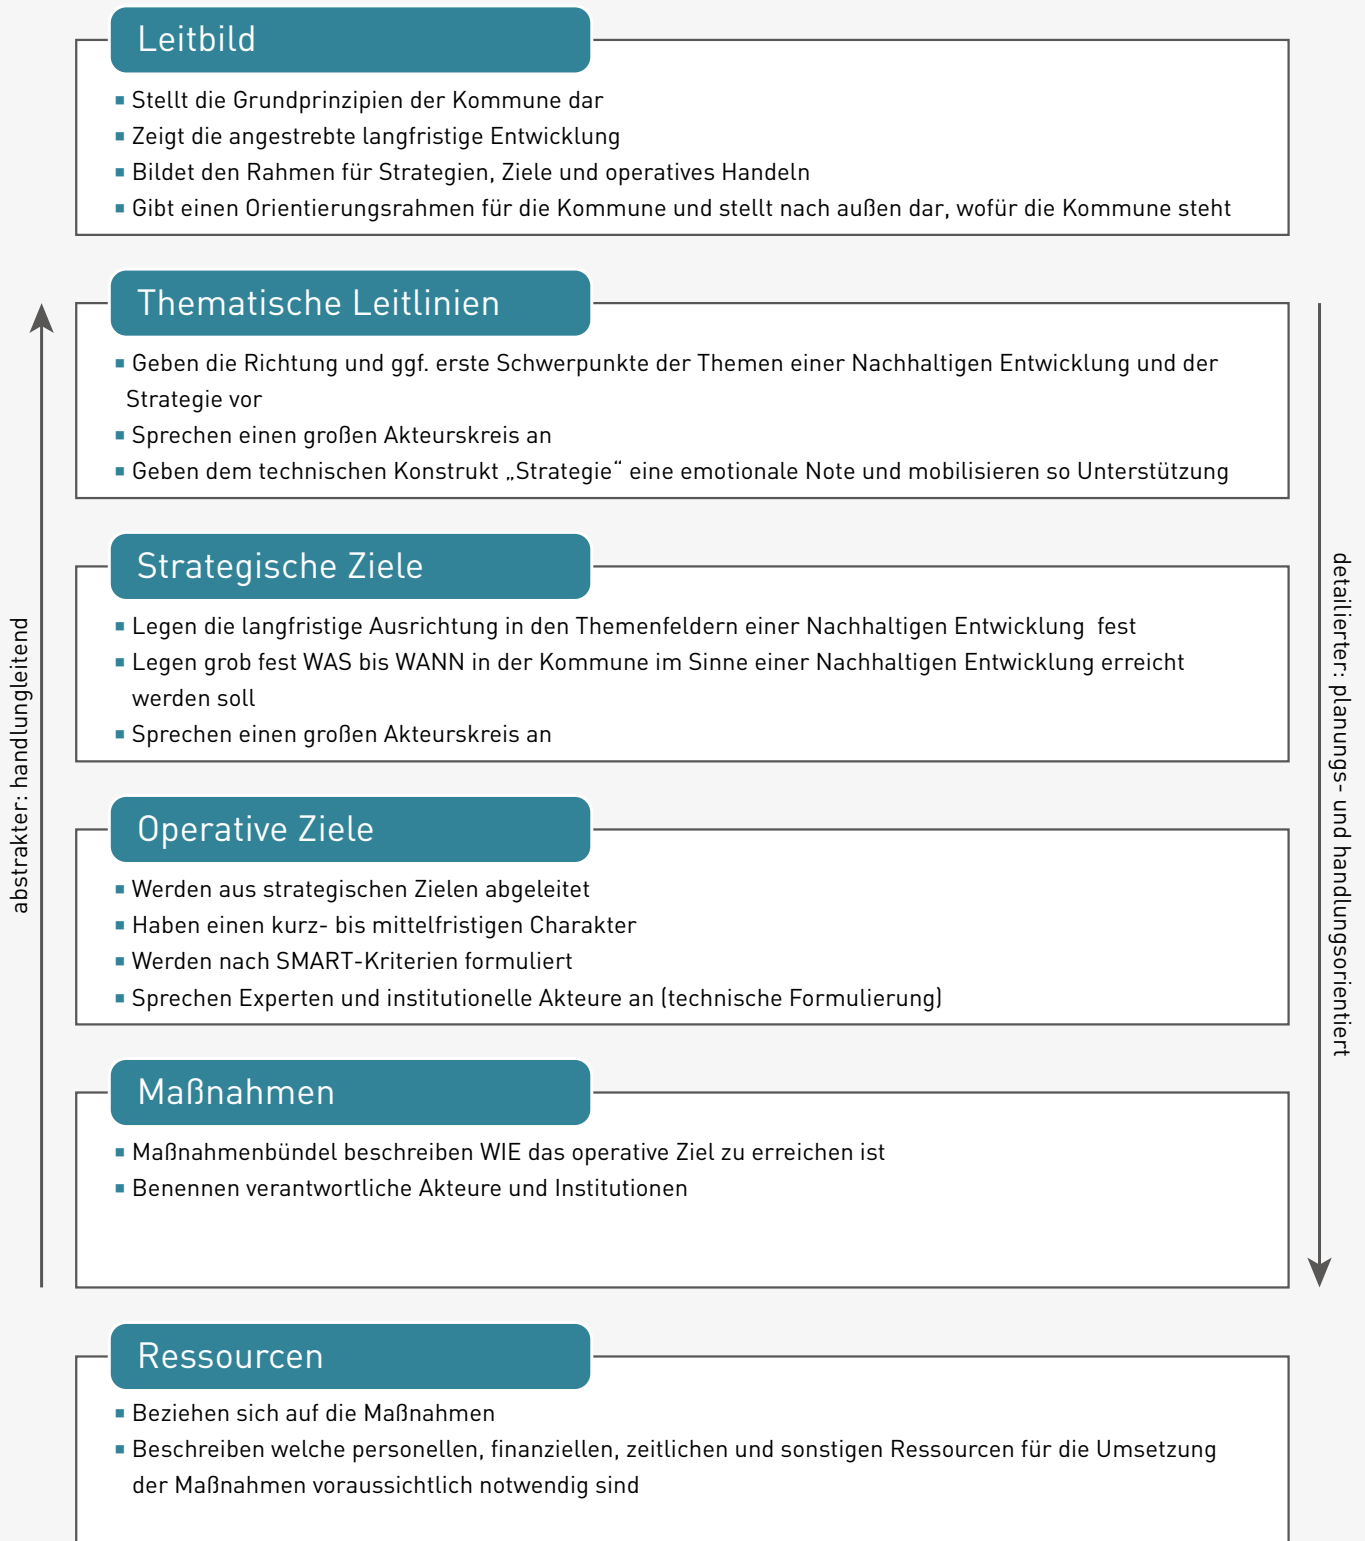 Leitbild
▪ Stellt die Grundprinzipien der Kommune dar
▪ Zeigt die angestrebte langfristige Entwicklung
▪ Bildet den Rahmen für Strategien, Ziele und operatives Handeln
▪ Gibt einen Orientierungsrahmen für die Kommune und stellt nach außen dar, wofür die Kommune steht
Thematische Leitlinien
▪ Geben die Richtung und ggf. erste Schwerpunkte der Themen einer Nachhaltigen Entwicklung und der
Strategie vor
▪ Sprechen einen großen Akteurskreis an
▪ Geben dem technischen Konstrukt „Strategie“ eine emotionale Note und mobilisieren so Unterstützung
Strategische Ziele
▪ Legen die langfristige Ausrichtung in den Themenfeldern einer Nachhaltigen Entwicklung fest
▪ Legen grob fest WAS bis WANN in der Kommune im Sinne einer Nachhaltigen Entwicklung erreicht
werden soll
▪ Sprechen einen großen Akteurskreis an
Operative Ziele
▪ Werden aus strategischen Zielen abgeleitet
▪ Haben einen kurz- bis mittelfristigen Charakter
▪ Werden nach SMART-Kriterien formuliert
▪ Sprechen Experten und institutionelle Akteure an (technische Formulierung)
Maßnahmen
▪ Maßnahmenbündel beschreiben WIE das operative Ziel zu erreichen ist
▪ Benennen verantwortliche Akteure und Institutionen
Ressourcen
▪ Beziehen sich auf die Maßnahmen
▪ Beschreiben welche personellen, finanziellen, zeitlichen und sonstigen Ressourcen für die Umsetzung
der Maßnahmen voraussichtlich notwendig sind
abstrakter: handlungleitend
detailierter: planungs- und handlungsorientiert